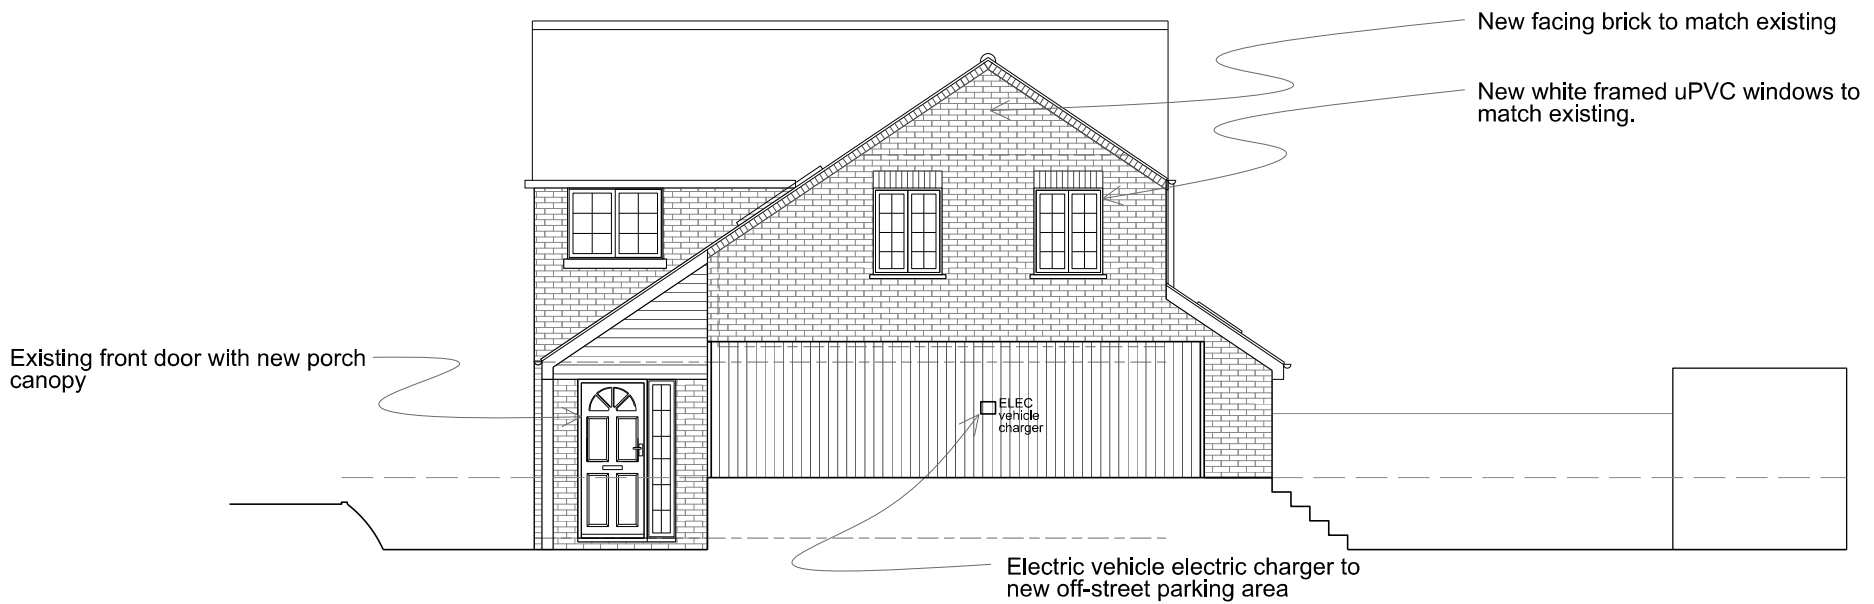 New facing brick to match existing
New white framed uPVC windows to
match existing.
Existing front door with new porch
canopy
ELEC
vehicle
charger
Electric vehicle electric charger to
new off-street parking area